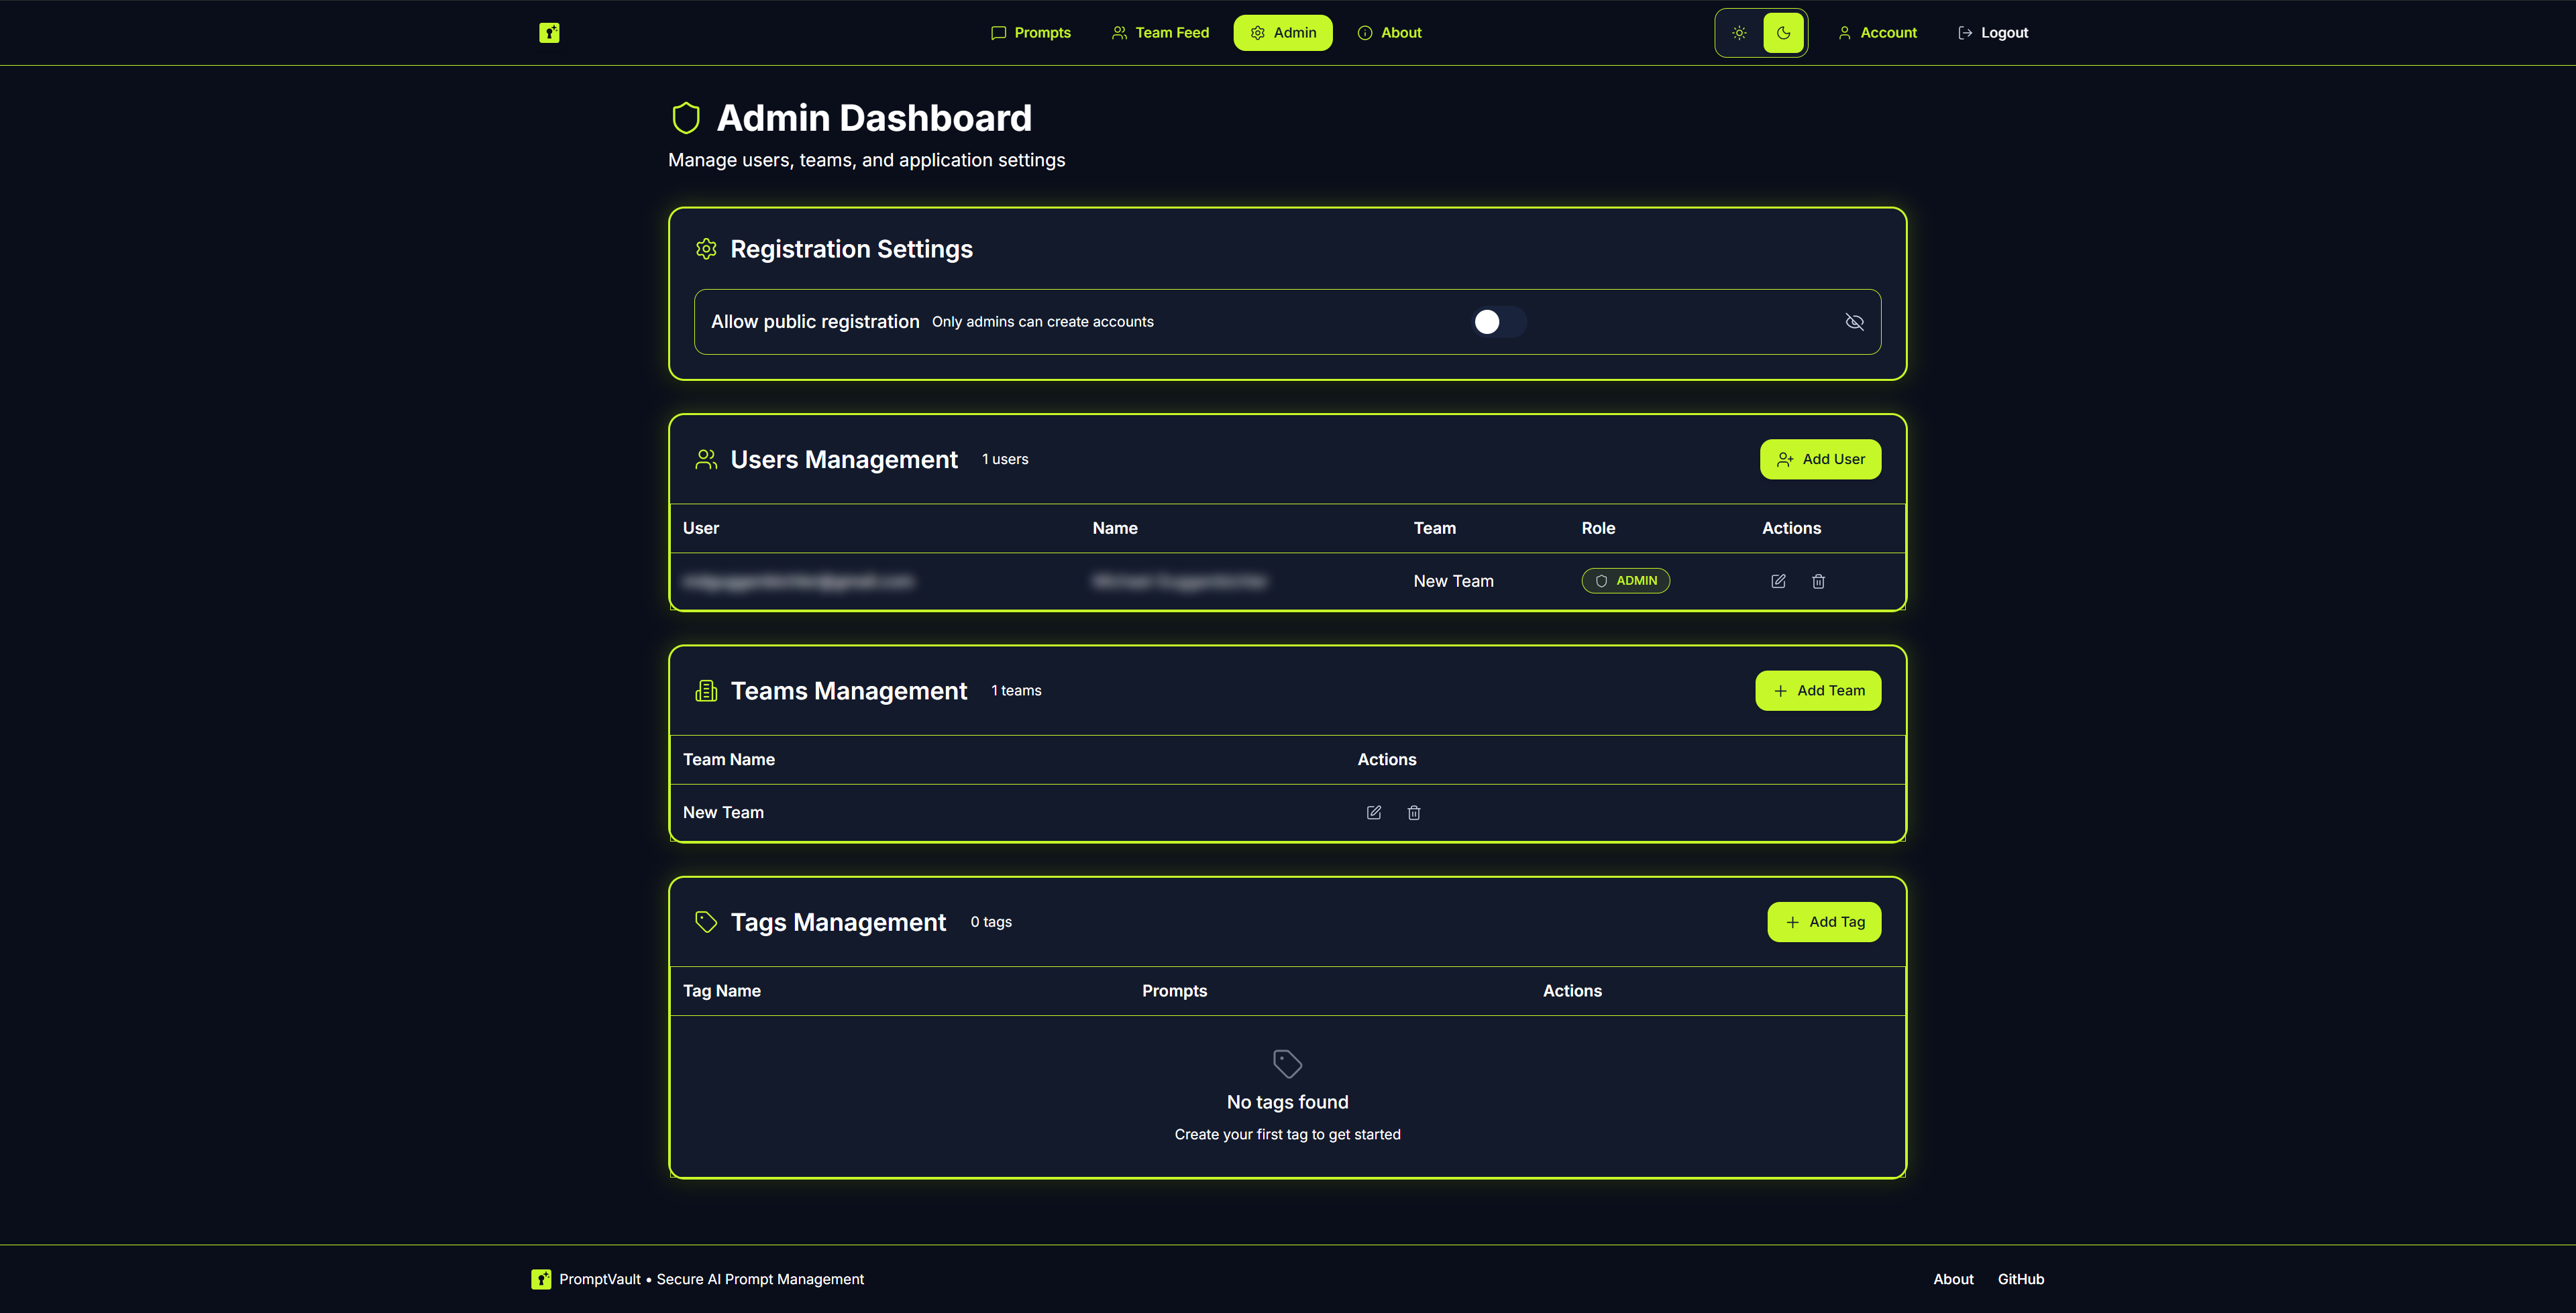 Prompts Team Feed Admin About Account Logout
Admin Dashboard
Manage users, teams, and application settings
Registration Settings
Allow public registration Only admins can create accounts
Users Management 1 users Add User
User Name Team Role Actions
New Team ADMIN
Teams Management 1 teams Add Team
Team Name Actions
New Team
Tags Management 0 tags Add Tag
Tag Name Prompts Actions
No tags found
Create your first tag to get started
PromptVault • Secure AI Prompt Management About GitHub